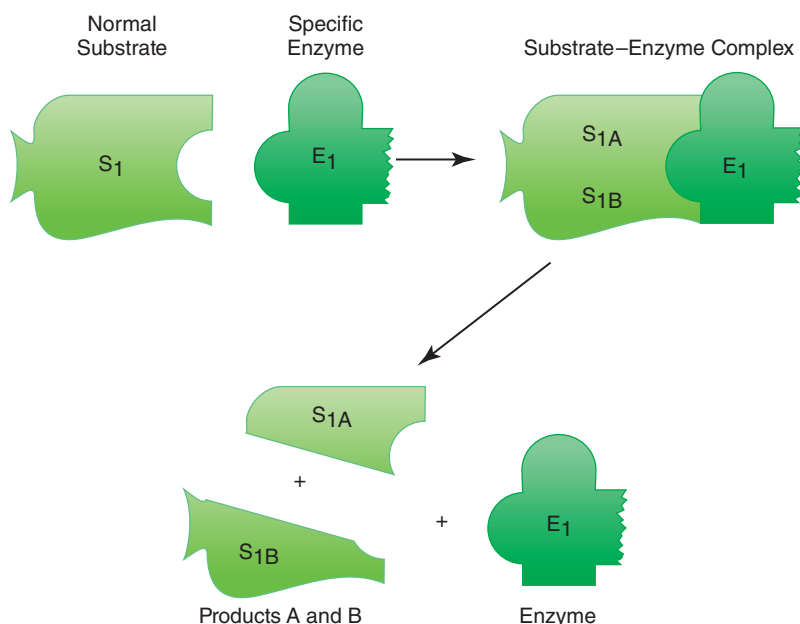 Normal
Substrate
Specific
Enzyme
Substrate–Enzyme Complex
S1
E1
S1A
S1B
E1
S1A
+
S1B
+
E1
Products A and B
Enzyme